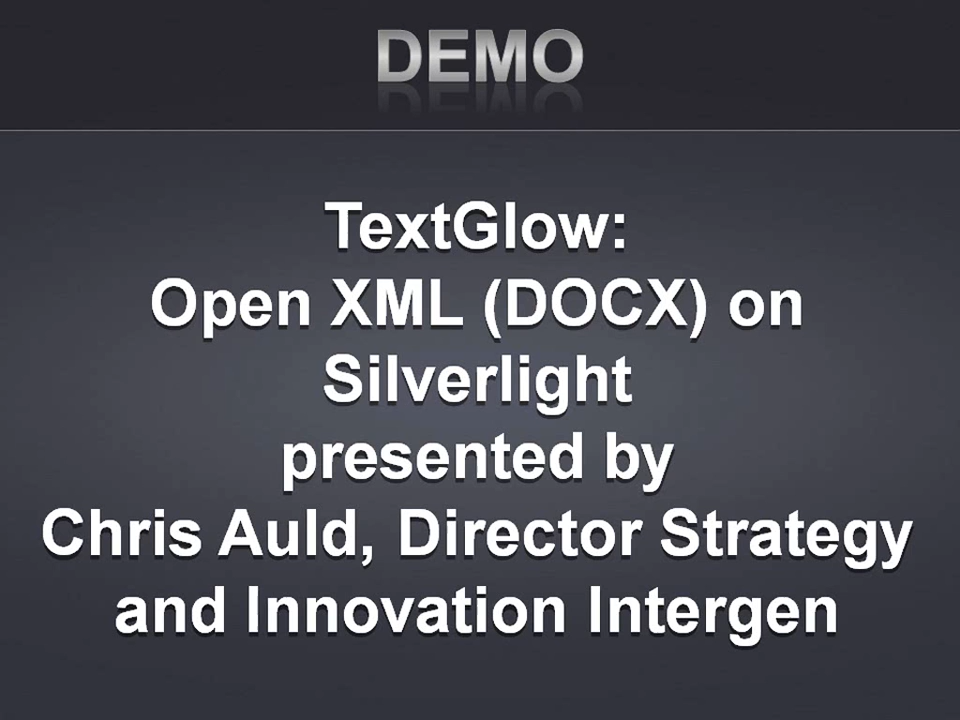 DEMO
TextGlow:
Open XML (DOCX) on
Silverlight
presented by
Chris Auld, Director Strategy
and Innovation Intergen